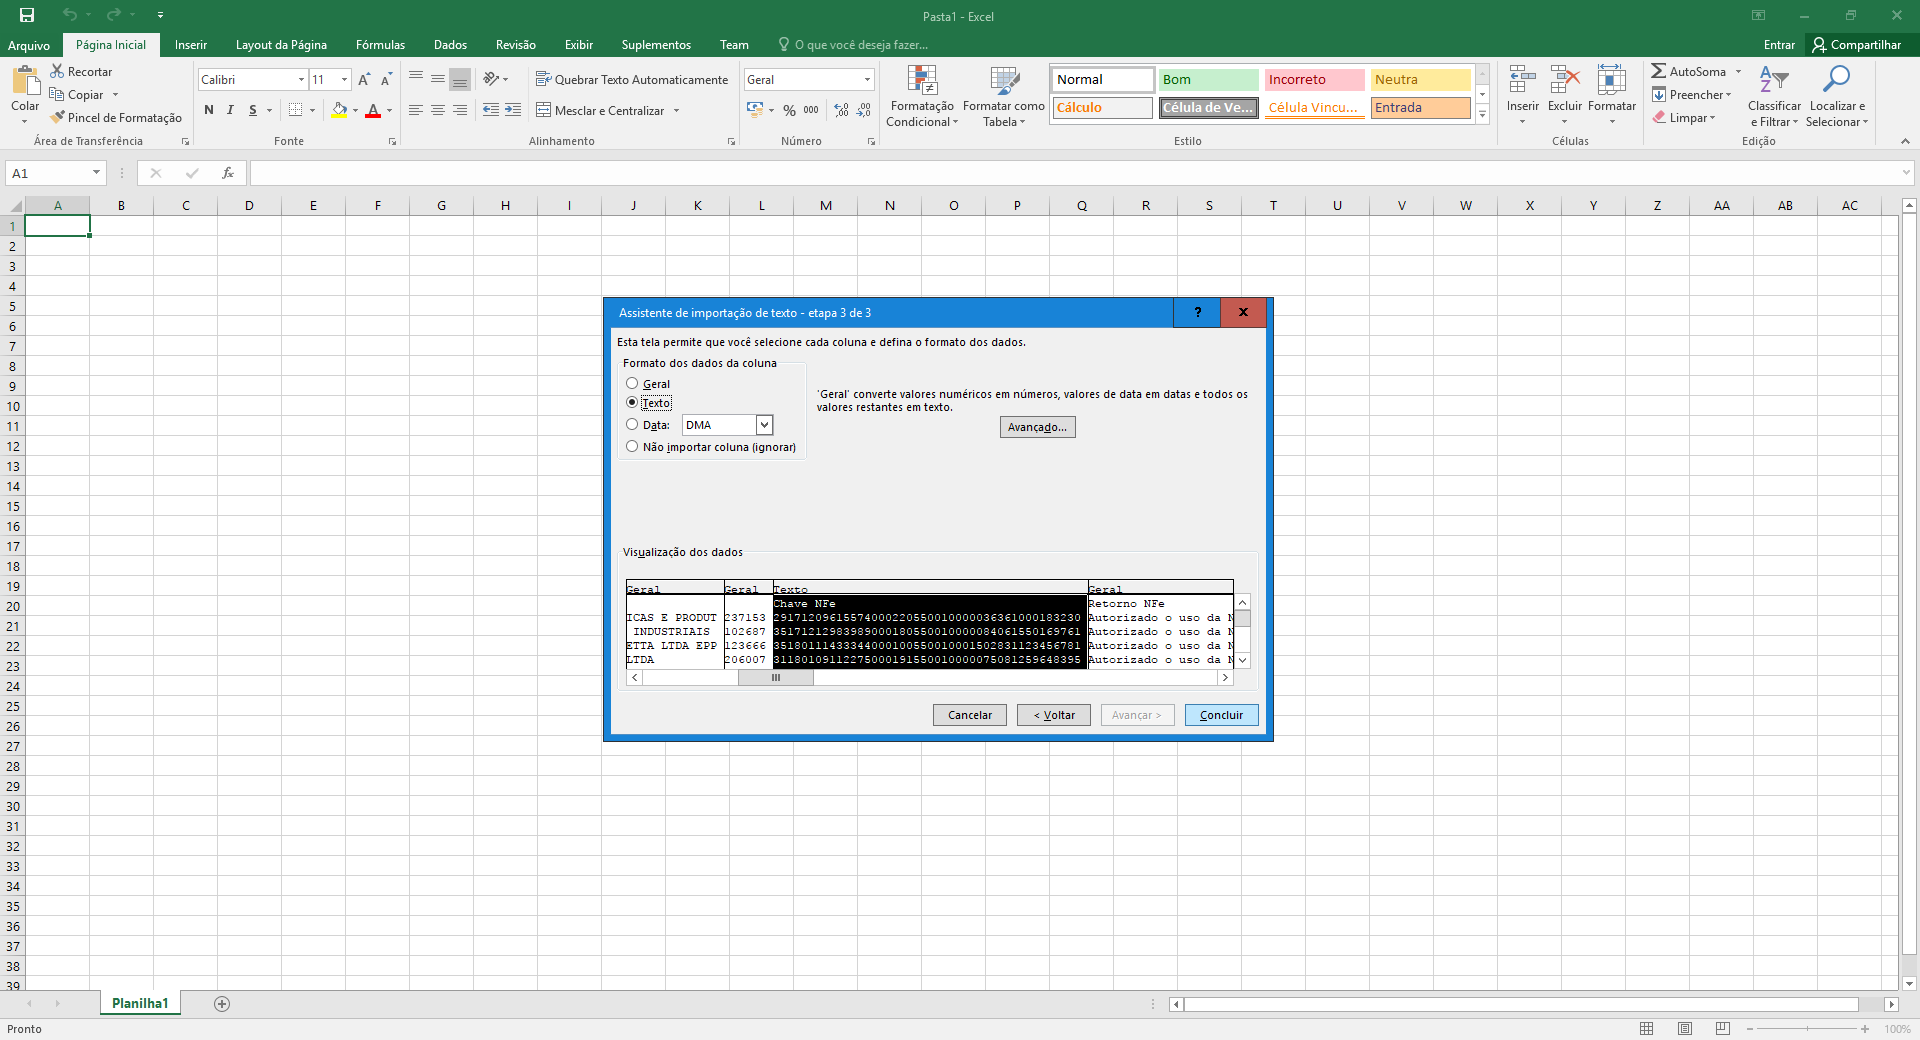 Pasta1 - Excel
Arquivo
Página Inicial
Inserir
Layout da Página
Fórmulas
Dados
Revisão
Exibir
Suplementos
Team
O que você deseja fazer...
Entrar
Compartilhar
Colar
Recortar
Copiar
Pincel de Formatação
Área de Transferência
Calibri
11
N I S
Fonte
Quebrar Texto Automaticamente
Mesclar e Centralizar
Alinhamento
Geral
% 000
Número
Formatação Condicional
Formatar como Tabela
Normal
Bom
Incorreto
Neutra
Cálculo
Célula de Ve...
Célula Vincu...
Entrada
Estilo
Inserir
Excluir
Formatar
Células
AutoSoma
Preencher
Limpar
Classificar e Filtrar
Localizar e Selecionar
Edição
A1
fx
A B C D E F G H I J K L M N O P Q R S T U V W X Y Z AA AB AC
1
2
3
4
5
6
7
8
9
10
11
12
13
14
15
16
17
18
19
20
21
22
23
24
25
26
27
28
29
30
31
32
33
34
35
36
37
38
39
Assistente de importação de texto - etapa 3 de 3
? x
Esta tela permite que você selecione cada coluna e defina o formato dos dados.
Formato dos dados da coluna
Geral
Texto
Data: DMA
Não importar coluna (ignorar)
'Geral' converte valores numéricos em números, valores de data em datas e todos os
valores restantes em texto.
Avançado...
Visualização dos dados
Geral Geral Texto Geral
Chave NFe Retorno NFe
ICAS E PRODUT 237153 29171209615574000220550010000036361000183230 Autorizado o uso da N
INDUSTRIAIS 102687 35171212983989000180550010000084061550169761 Autorizado o uso da N
ETTA LTDA EPP 123666 35180111433344000100550010001502831123456781 Autorizado o uso da N
LTDA 206007 31180109112275000191550010000075081259648395 Autorizado o uso da N
Cancelar
< Voltar
Avançar >
Concluir
Planilha1
Pronto
100%